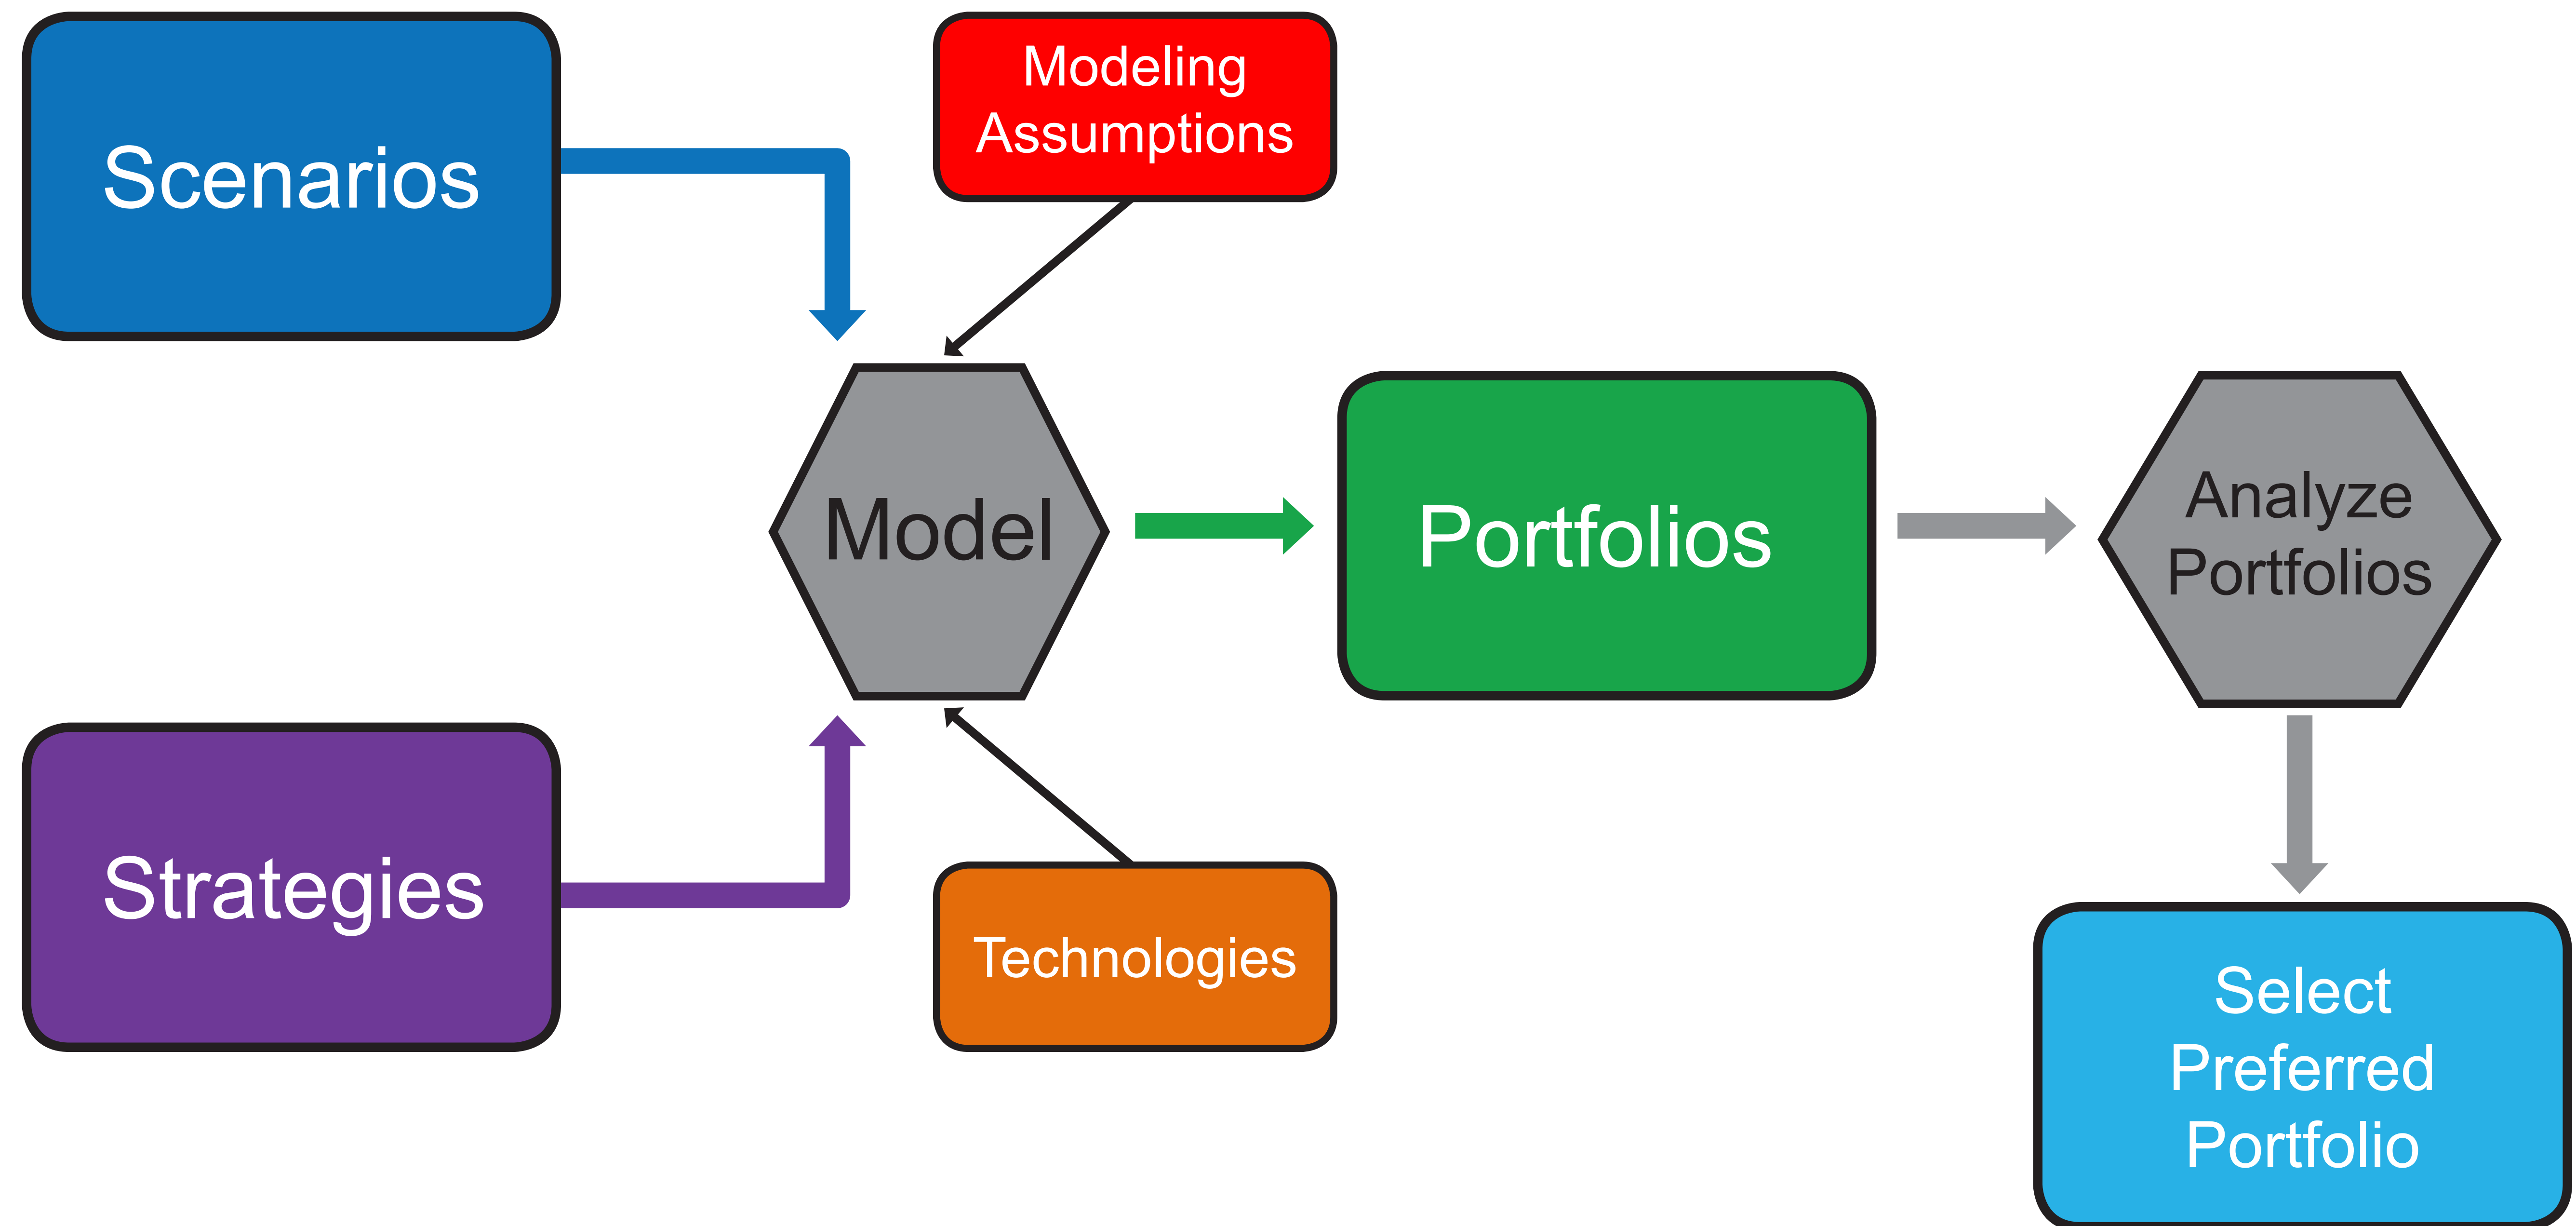 Scenarios
Modeling
Assumptions
Model
Portfolios
Analyze
Portfolios
Strategies
Technologies
Select
Preferred
Portfolio